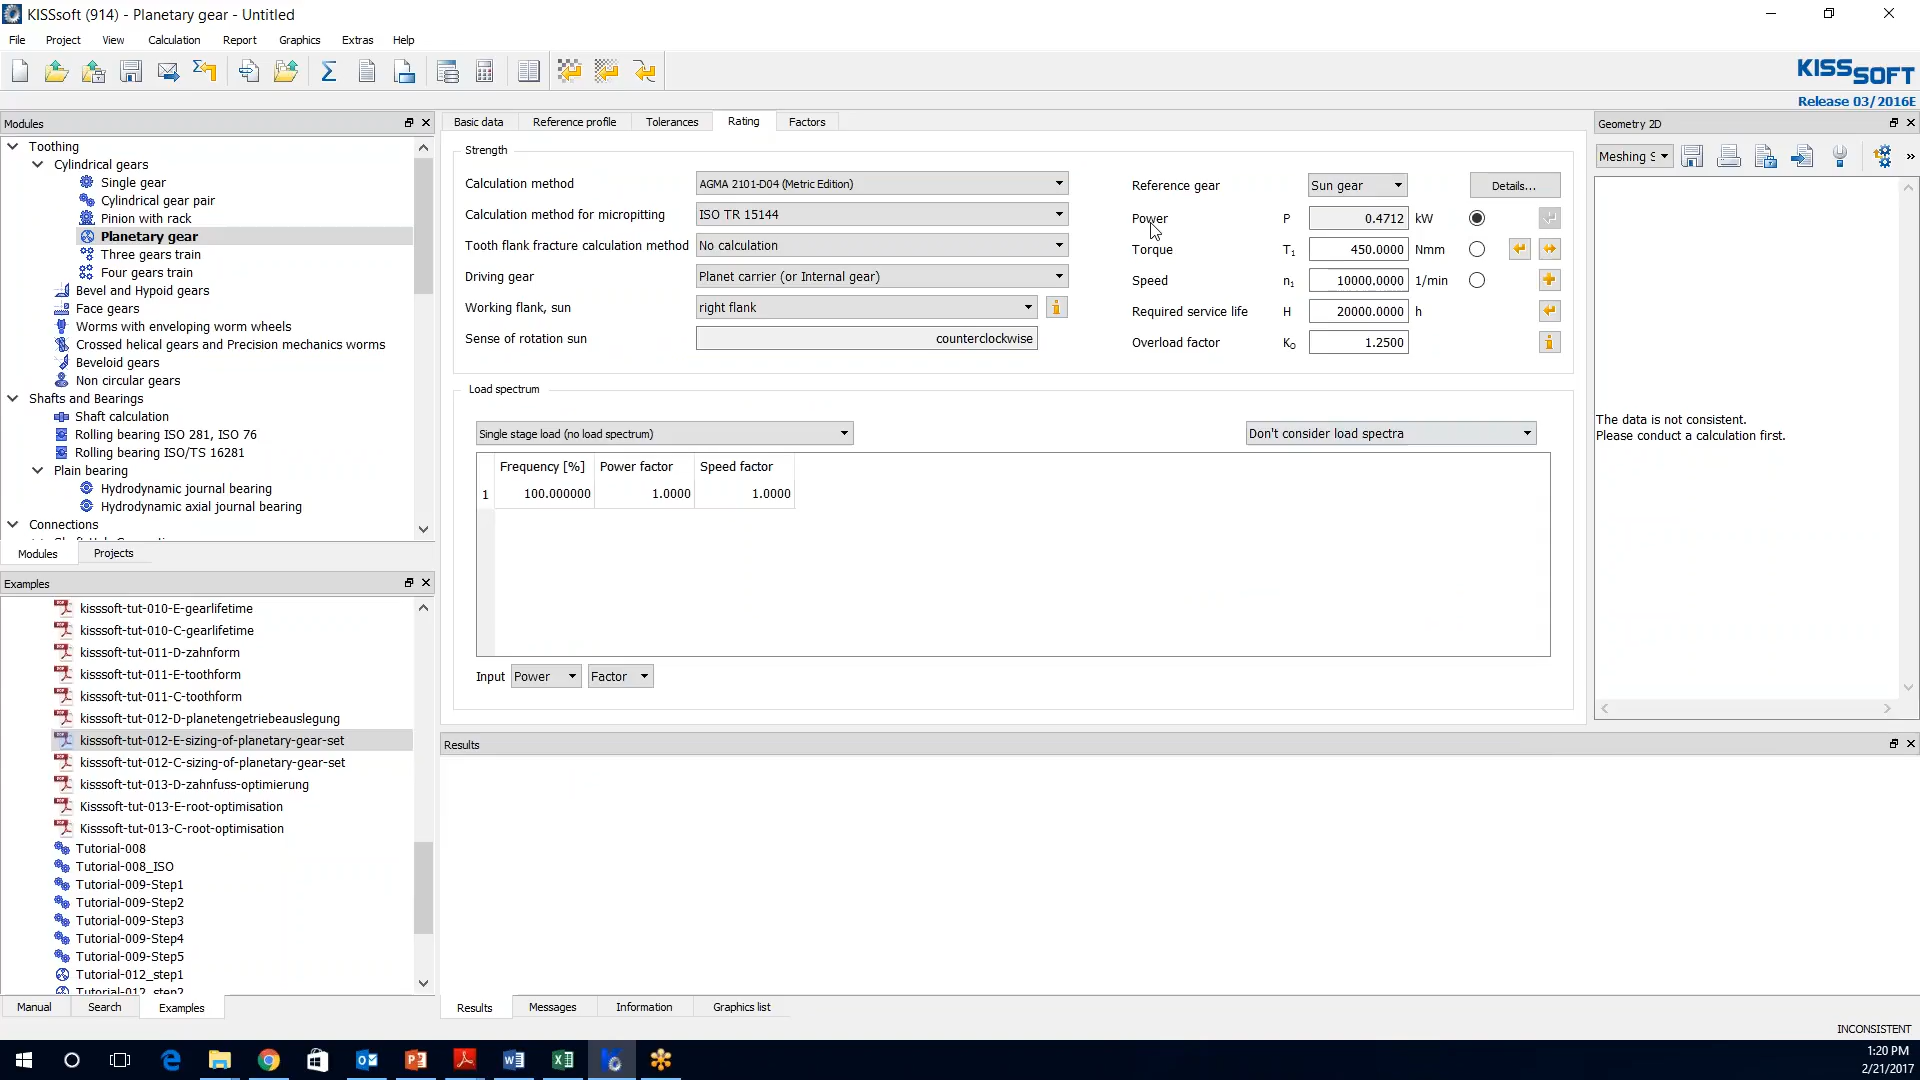 KISSsoft (914) - Planetary gear - Untitled
File Project View Calculation Report Graphics Extras Help
KISSSOFT
Release 03/2016E
Modules
Toothing
Cylindrical gears
Single gear
Cylindrical gear pair
Pinion with rack
Planetary gear
Three gears train
Four gears train
Bevel and Hypoid gears
Face gears
Worms with enveloping worm wheels
Crossed helical gears and Precision mechanics worms
Beveloid gears
Non circular gears
Shafts and Bearings
Shaft calculation
Rolling bearing ISO 281, ISO 76
Rolling bearing ISO/TS 16281
Plain bearing
Hydrodynamic journal bearing
Hydrodynamic axial journal bearing
Connections
Modules Projects
Examples
kisssoft-tut-010-E-gearlifetime
kisssoft-tut-010-C-gearlifetime
kisssoft-tut-011-D-zahnform
kisssoft-tut-011-E-toothform
kisssoft-tut-011-C-toothform
kisssoft-tut-012-D-planetengetriebeauslegung
kisssoft-tut-012-E-sizing-of-planetary-gear-set
kisssoft-tut-012-C-sizing-of-planetary-gear-set
kisssoft-tut-013-D-zahnfuss-optimierung
Kisssoft-tut-013-E-root-optimisation
Kisssoft-tut-013-C-root-optimisation
Tutorial-008
Tutorial-008_ISO
Tutorial-009-Step1
Tutorial-009-Step2
Tutorial-009-Step3
Tutorial-009-Step4
Tutorial-009-Step5
Tutorial-012_step1
Tutorial-012_step2
Manual Search Examples
Basic data Reference profile Tolerances Rating Factors
Strength
Calculation method AGMA 2101-D04 (Metric Edition)
Calculation method for micropitting ISO TR 15144
Tooth flank fracture calculation method No calculation
Driving gear Planet carrier (or Internal gear)
Working flank, sun right flank
Sense of rotation sun counterclockwise
Reference gear Sun gear Details...
Power P 0.4712 kW
Torque T₁ 450.0000 Nmm
Speed n₁ 10000.0000 1/min
Required service life H 20000.0000 h
Overload factor K₀ 1.2500
Load spectrum
Single stage load (no load spectrum) Don't consider load spectra
Frequency [%] Power factor Speed factor
1 100.000000 1.0000 1.0000
Input Power Factor
Geometry 2D
Meshing S
»
The data is not consistent.
Please conduct a calculation first.
Results
Results Messages Information Graphics list
INCONSISTENT
1:20 PM
2/21/2017